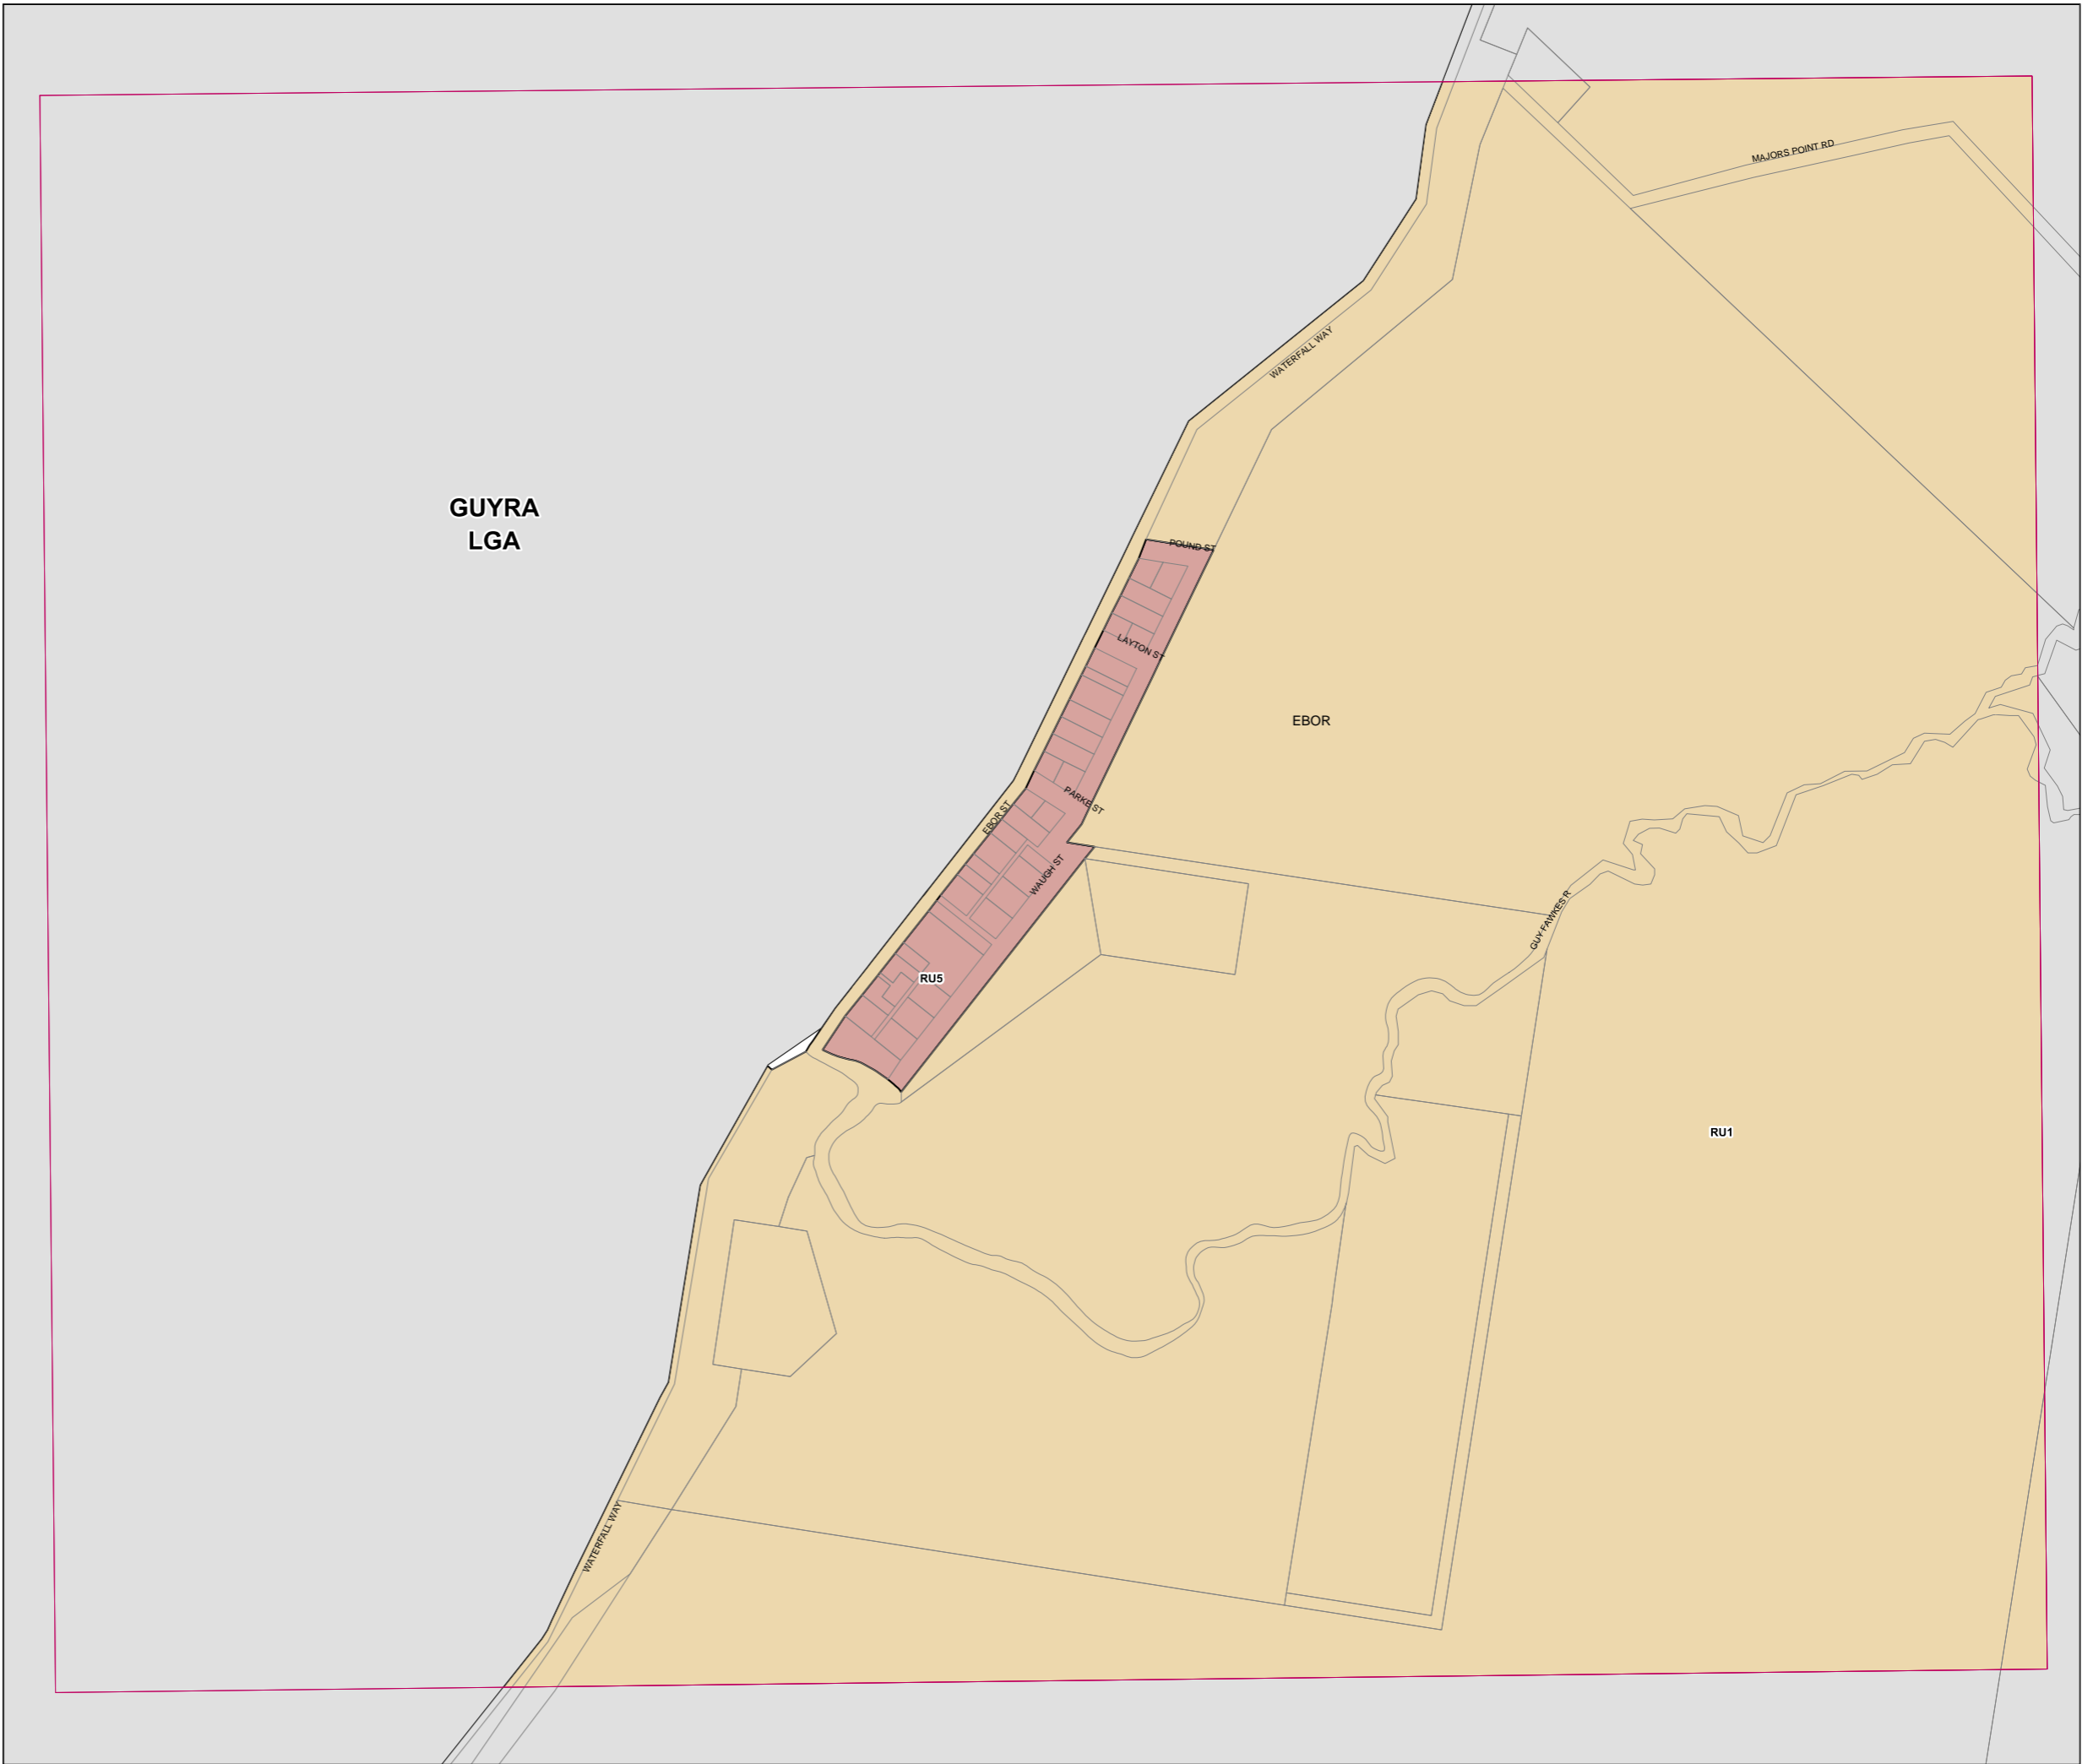 MAJORS POINT RD
WATERFALL WAY
GUYRA
LGA
POUND ST
LAYTON ST
EBOR
PARKE ST
EBOR ST
WAUGH ST
GUY FAWKES R
RU5
RU1
WATERFALL WAY